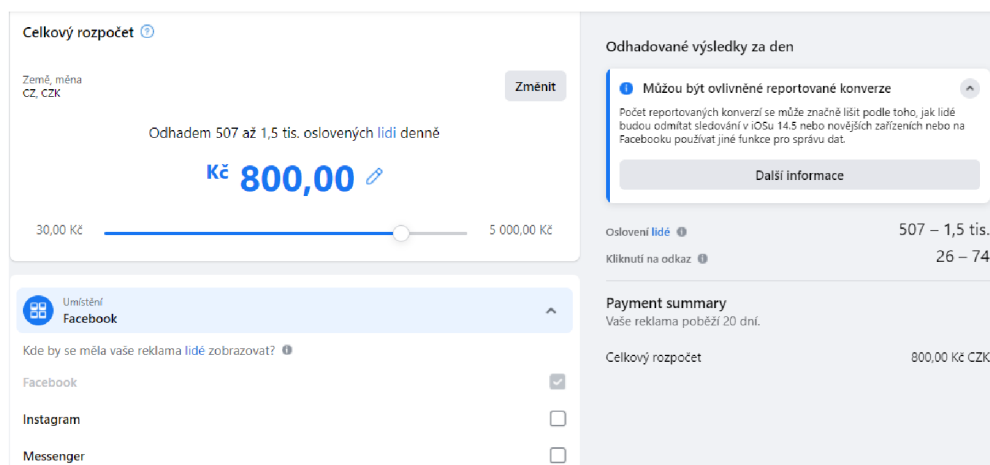 Celkový rozpočet
Země, měna
CZ, CZK
Změnit
Odhadem 507 až 1,5 tis. oslovených lidi denně
Kč 800,00
30,00 Kč
5 000,00 Kč
Umístění
Facebook
Kde by se měla vaše reklama lidé zobrazovat?
Facebook
Instagram
Messenger
Odhadované výsledky za den
Můžou být ovlivněné reportované konverze
Počet reportovaných konverzí se může značně lišit podle toho, jak lidé
budou odmítat sledování v iOSu 14.5 nebo novějších zařízeních nebo na
Facebooku používat jiné funkce pro správu dat.
Další informace
Oslovení lidé
507 – 1,5 tis.
Kliknutí na odkaz
26 – 74
Payment summary
Vaše reklama poběží 20 dní.
Celkový rozpočet
800,00 Kč CZK